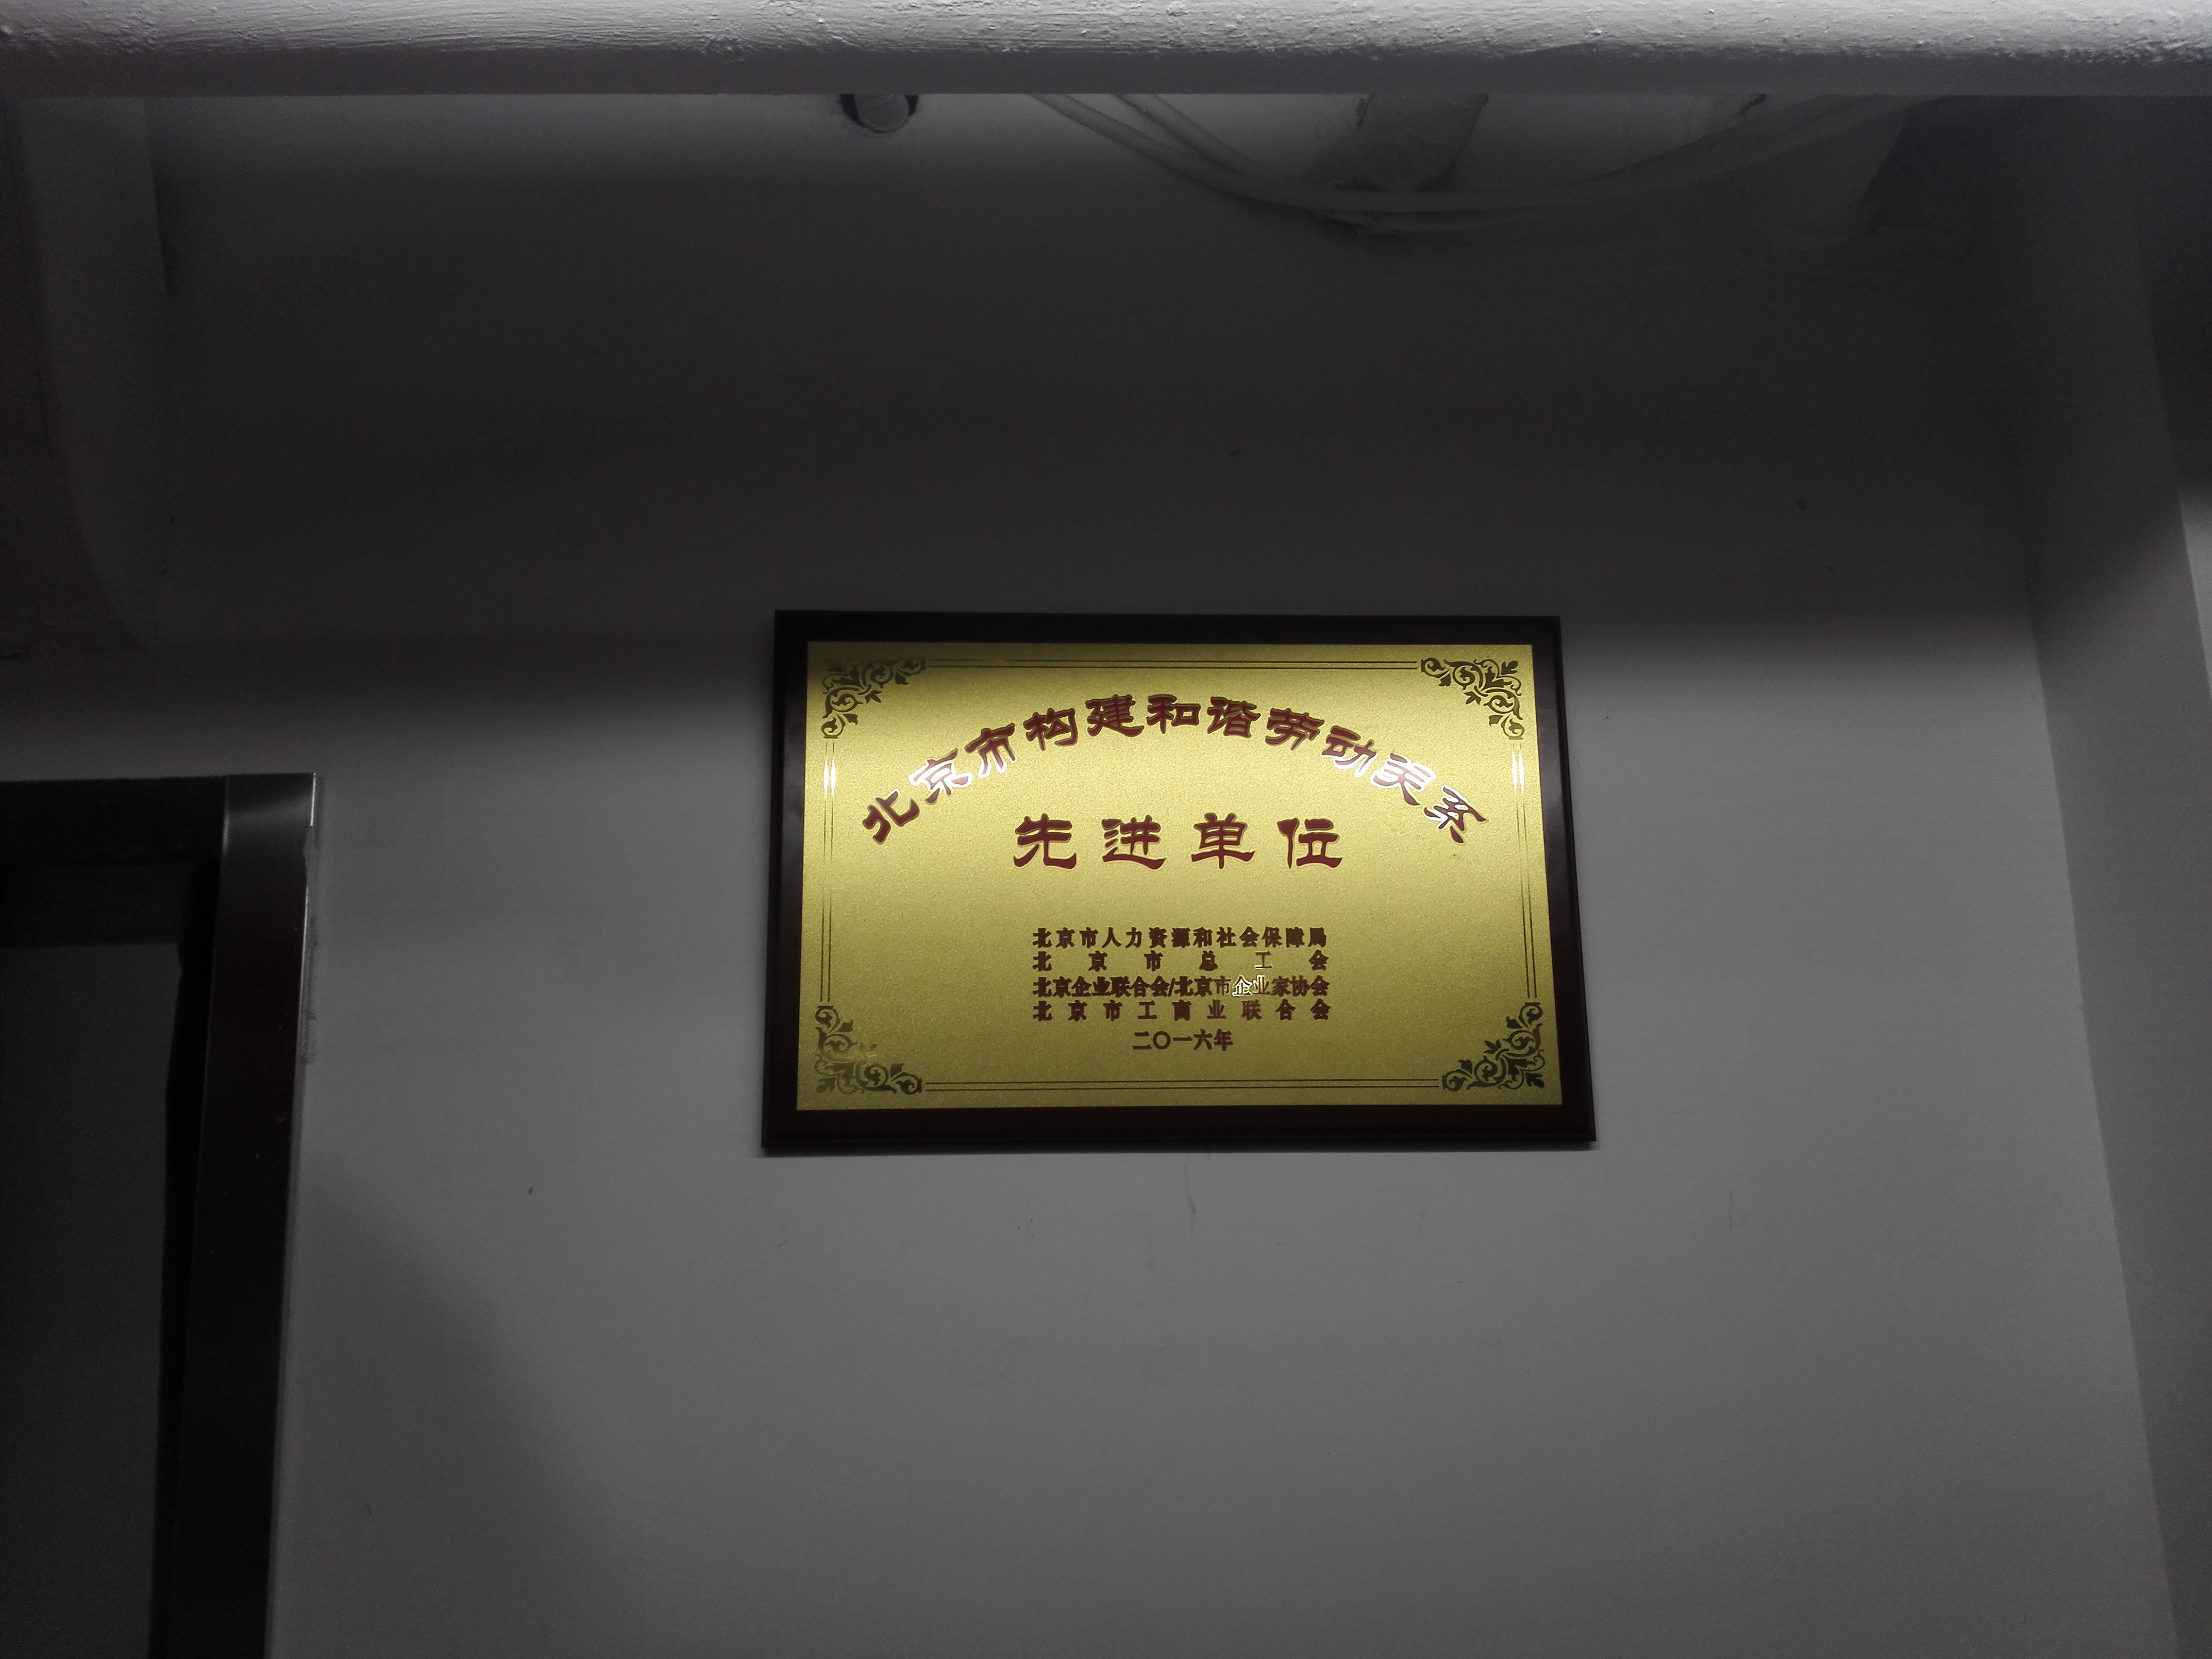 北京市构建和谐劳动关系
先进单位
北京市人力资源和社会保障局
北京市总工会
北京企业联合会/北京市企业家协会
北京市工商业联合会
二〇一六年